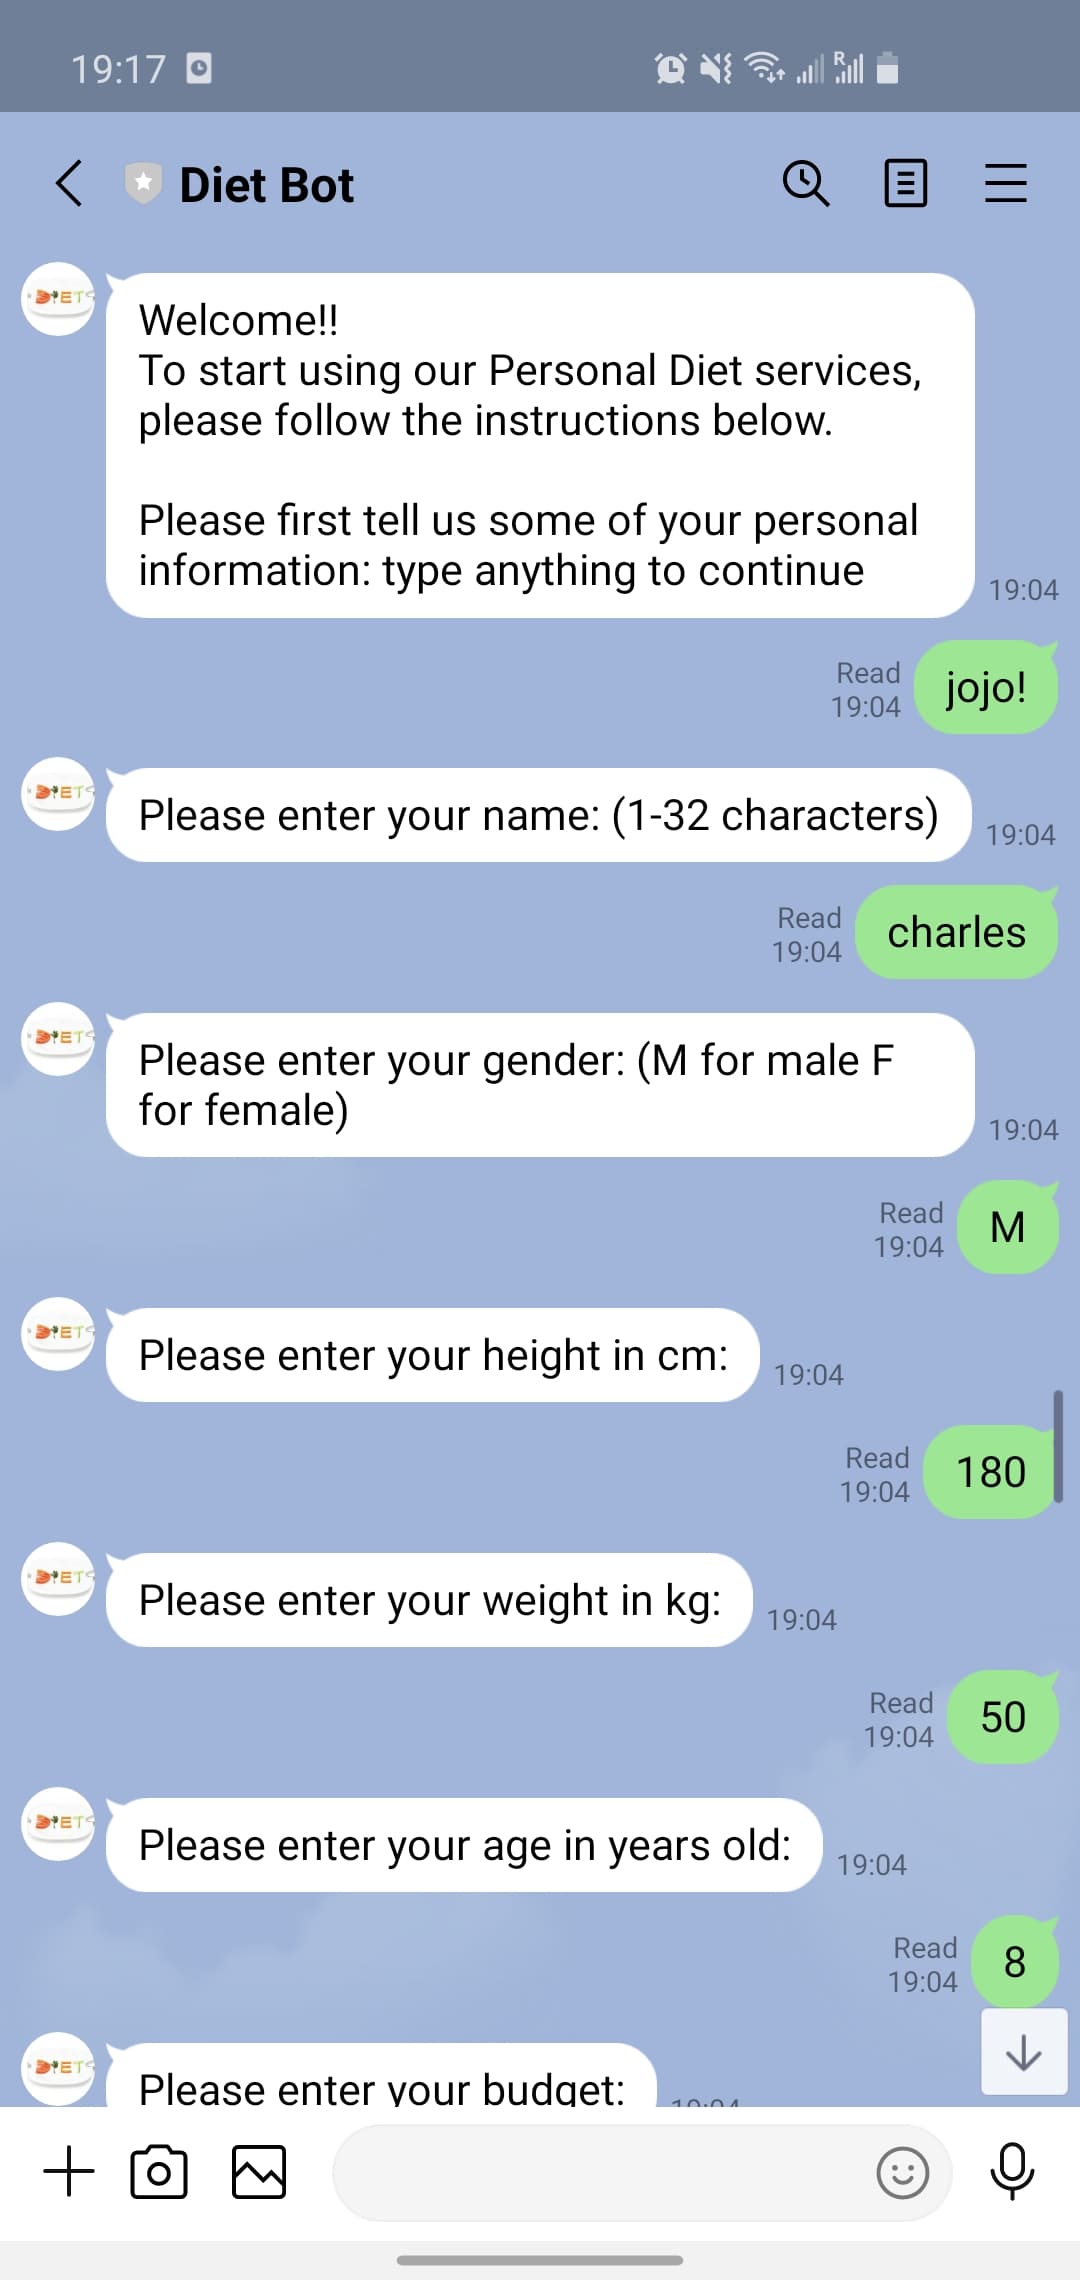 19:17
R
Diet Bot
DIETS
Welcome!!
To start using our Personal Diet services,
please follow the instructions below.
Please first tell us some of your personal
information: type anything to continue
19:04
Read
19:04
jojo!
Please enter your name: (1-32 characters)
19:04
Read
19:04
charles
Please enter your gender: (M for male F
for female)
19:04
Read
19:04
M
Please enter your height in cm:
19:04
Read
19:04
180
Please enter your weight in kg:
19:04
Read
19:04
50
Please enter your age in years old:
19:04
Read
19:04
8
Please enter your budget:
19:04